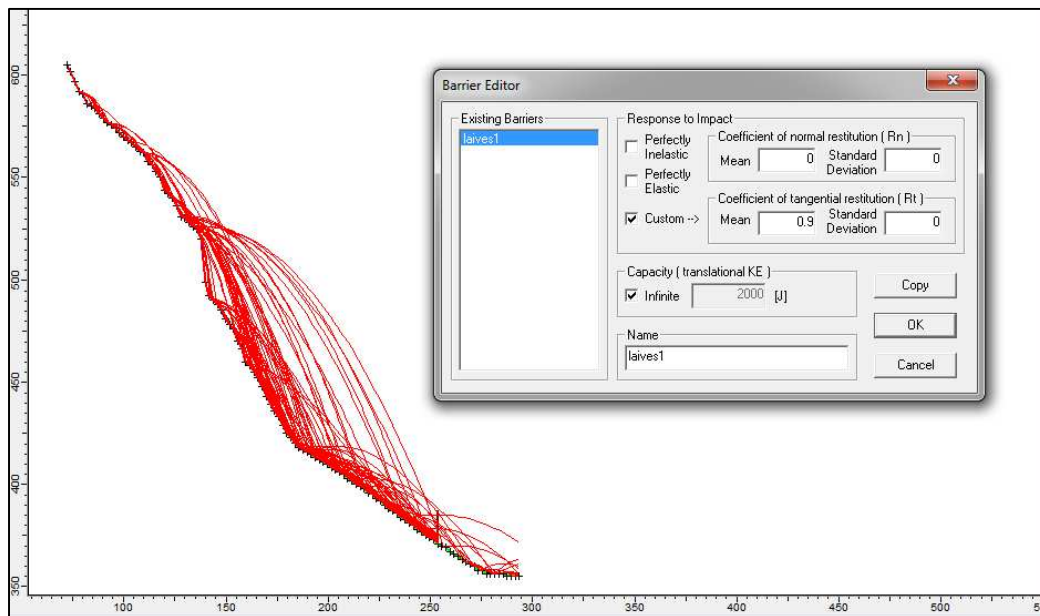 Barrier Editor
Existing Barriers
laives1
Response to Impact
Perfectly Inelastic
Perfectly Elastic
Custom -->
Coefficient of normal restitution ( Rn )
Mean 0 Standard Deviation 0
Coefficient of tangential restitution ( Rt )
Mean 0.9 Standard Deviation 0
Capacity ( translational KE )
Infinite 2000 [J]
Name
laives1
Copy
OK
Cancel
600
550
500
450
400
350
100 150 200 250 300 350 400 450 500